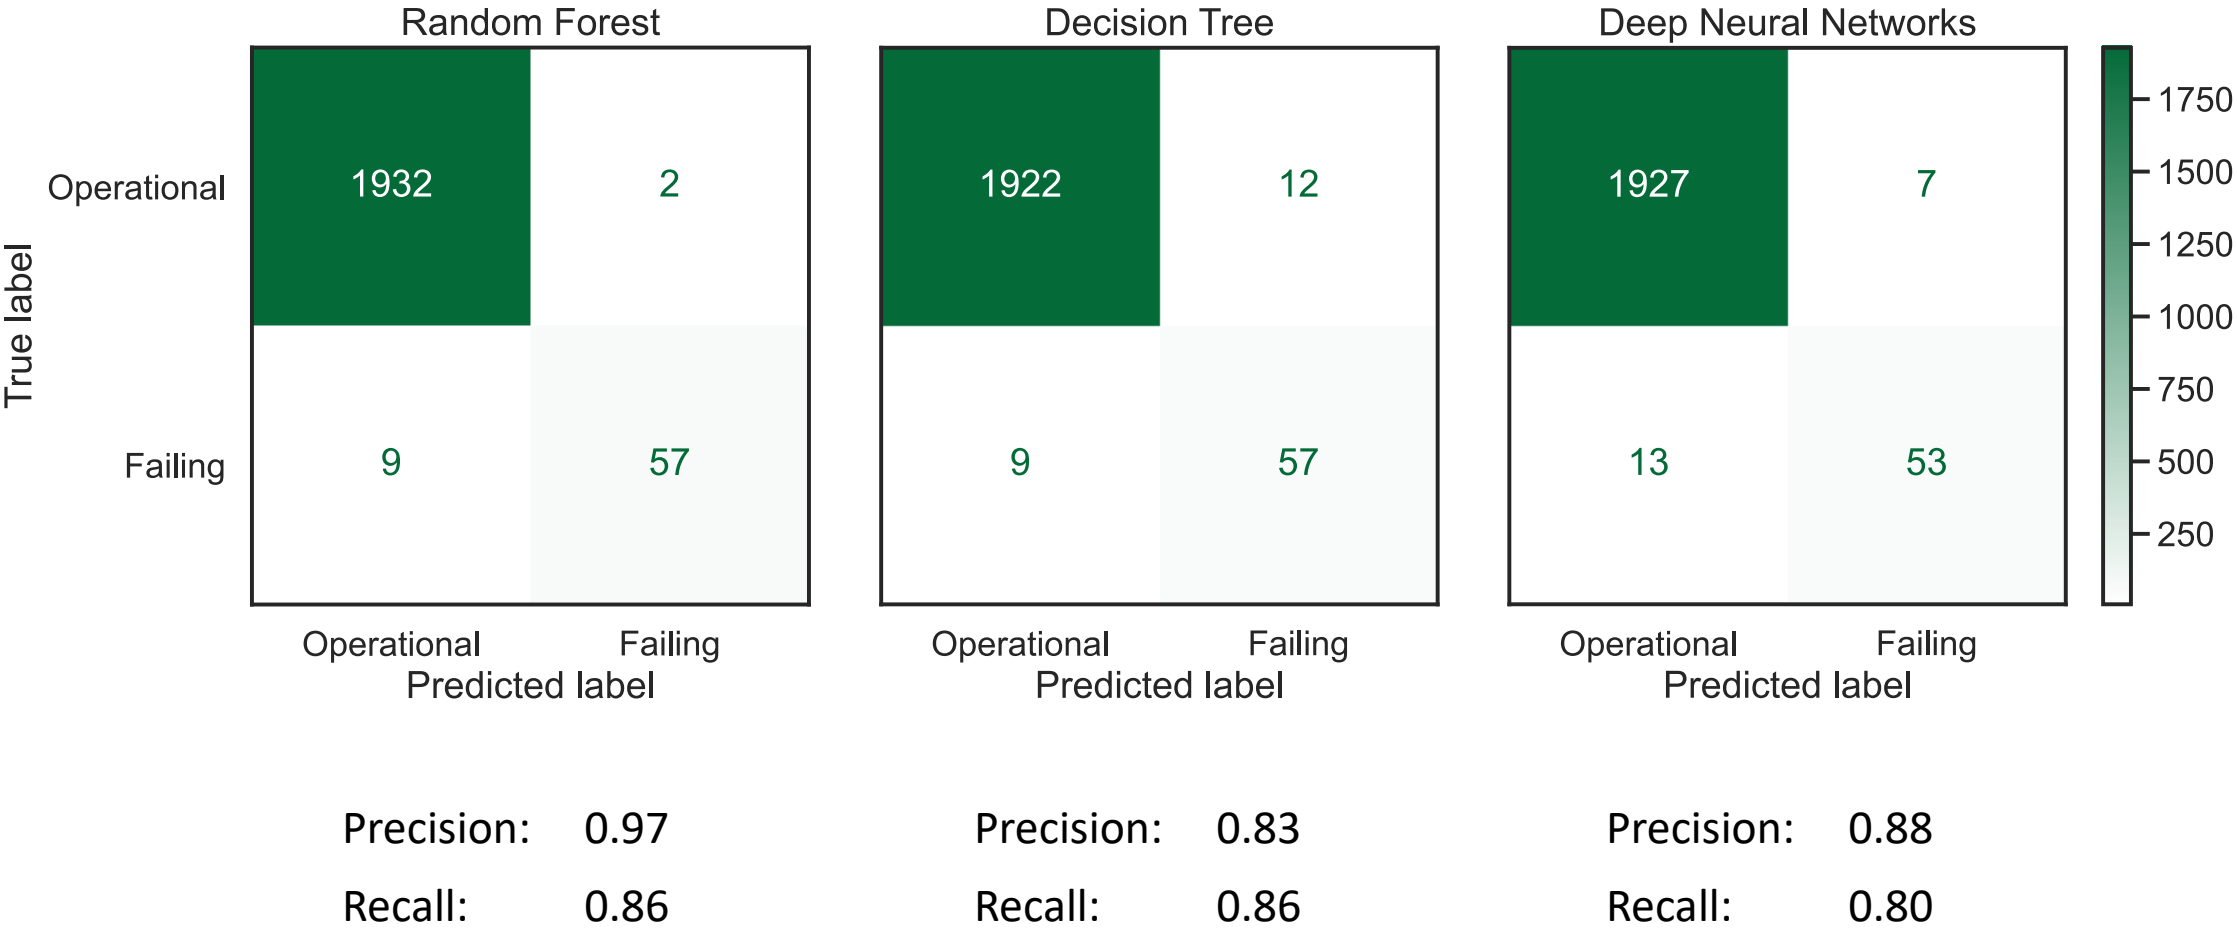 Random Forest
Decision Tree
Deep Neural Networks
True label
Operational
Failing
1932 2
9 57
1922 12
9 57
1927 7
13 53
1750
1500
1250
1000
750
500
250
Operational Failing
Predicted label
Operational Failing
Predicted label
Operational Failing
Predicted label
Precision: 0.97
Recall: 0.86
Precision: 0.83
Recall: 0.86
Precision: 0.88
Recall: 0.80